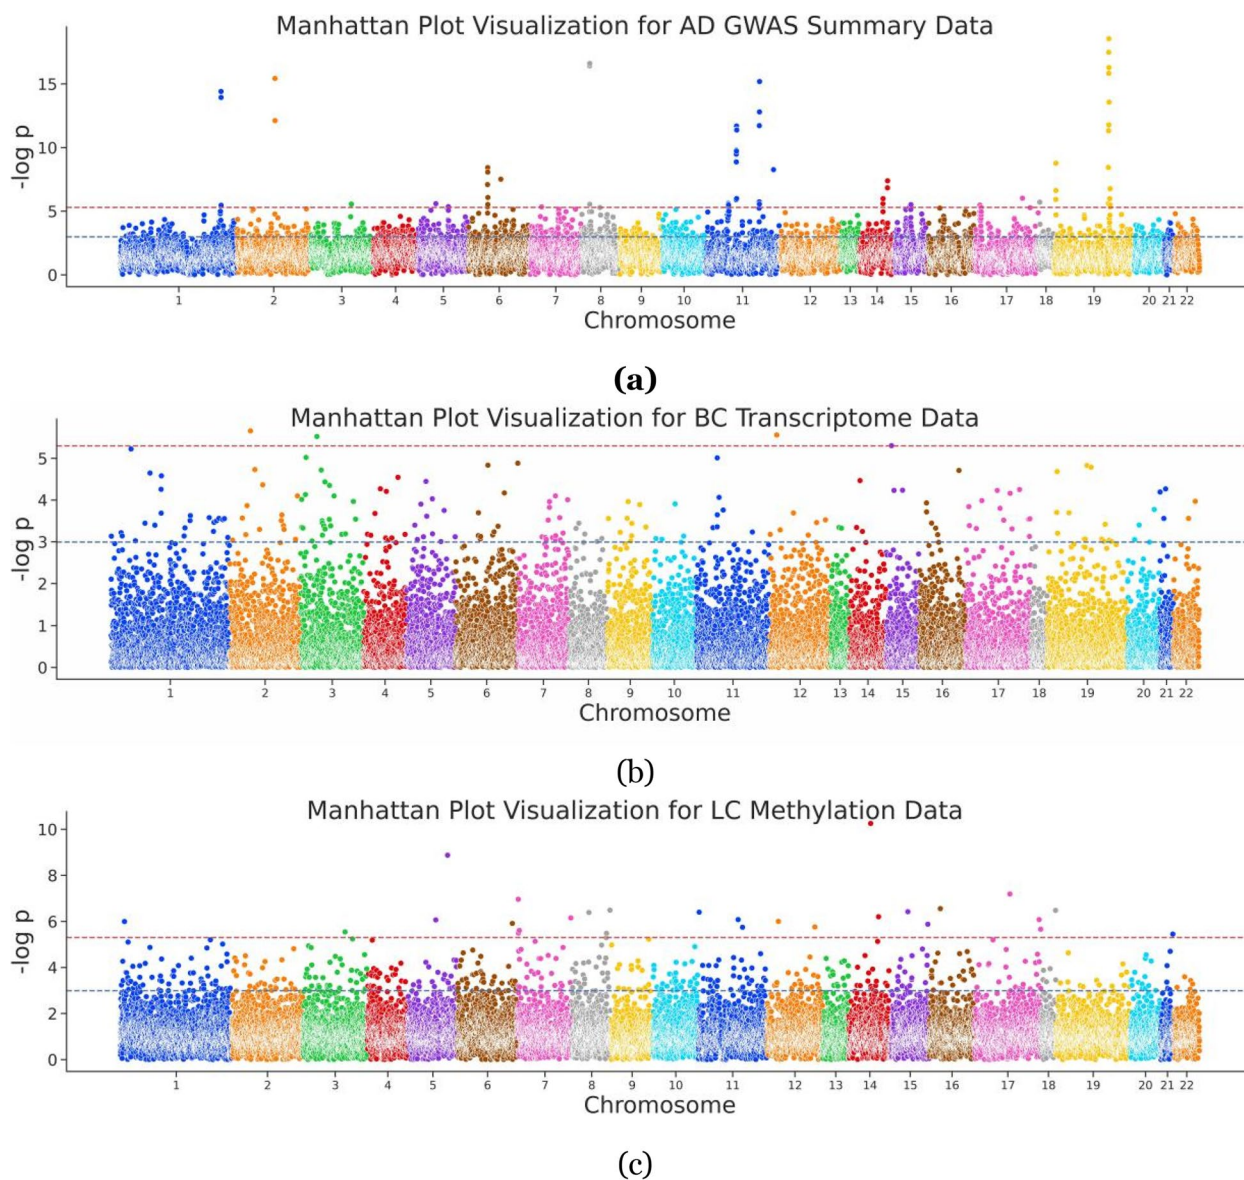 Manhattan Plot Visualization for AD GWAS Summary Data
-log p
15
10
5
0
1 2 3 4 5 6 7 8 9 10 11 12 13 14 15 16 17 18 19 20 21 22
Chromosome
(a)
Manhattan Plot Visualization for BC Transcriptome Data
-log p
5
4
3
2
1
0
1 2 3 4 5 6 7 8 9 10 11 12 13 14 15 16 17 18 19 20 21 22
Chromosome
(b)
Manhattan Plot Visualization for LC Methylation Data
-log p
10
8
6
4
2
0
1 2 3 4 5 6 7 8 9 10 11 12 13 14 15 16 17 18 19 20 21 22
Chromosome
(c)